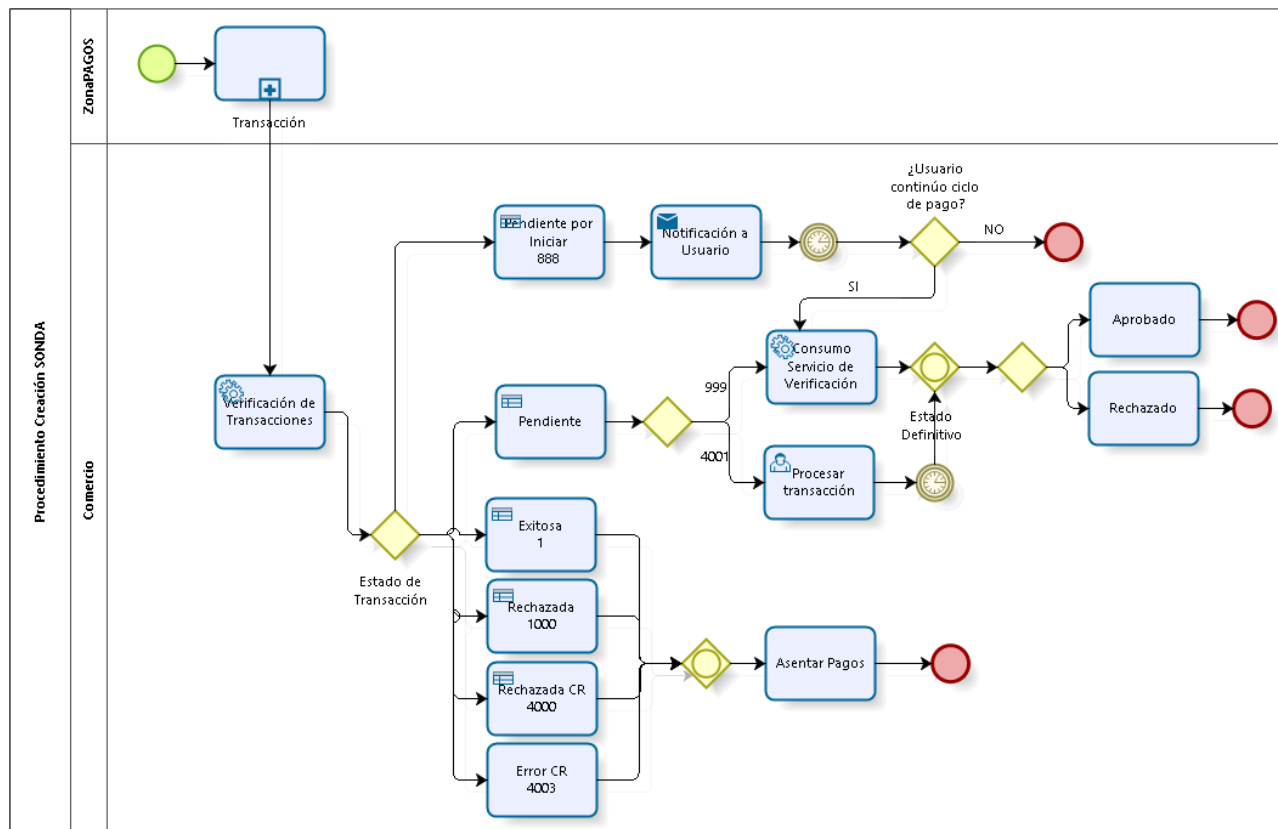 Procedimiento Creación SONDA
ZonaPAGOS
Transacción
Comercio
¿Usuario
continúo ciclo
de pago?
Pendiente por
Iniciar
888
Notificación a
Usuario
NO
SI
Consumo
Servicio de
Verificación
Aprobado
Rechazado
Verificación de
Transacciones
Pendiente
999
4001
Estado
Definitivo
Procesar
transacción
Estado de
Transacción
Exitosa
1
Rechazada
1000
Rechazada CR
4000
Error CR
4003
Asentar Pagos